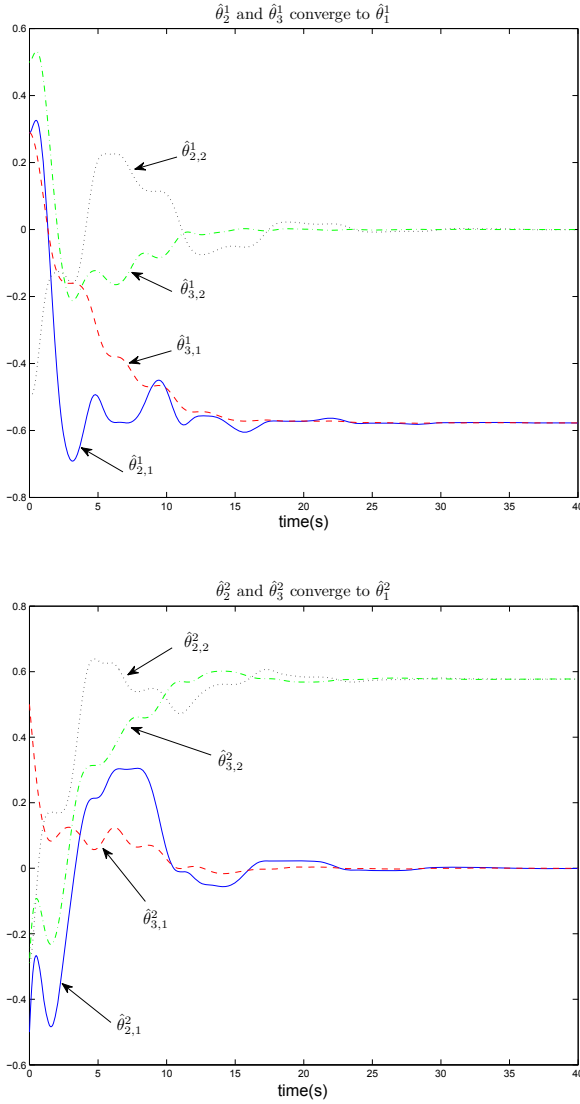 θ̂₂¹ and θ̂₃¹ converge to θ̂₁¹
0.6
0.4
0.2
0
−0.2
−0.4
−0.6
−0.8
θ̂¹₂,₂
θ̂¹₃,₂
θ̂¹₃,₁
θ̂¹₂,₁
0 5 10 15 20 25 30 35 40
time(s)
θ̂₂² and θ̂₃² converge to θ̂₁²
0.8
0.6
0.4
0.2
0
−0.2
−0.4
−0.6
θ̂²₂,₂
θ̂²₃,₂
θ̂²₃,₁
θ̂²₂,₁
0 5 10 15 20 25 30 35 40
time(s)